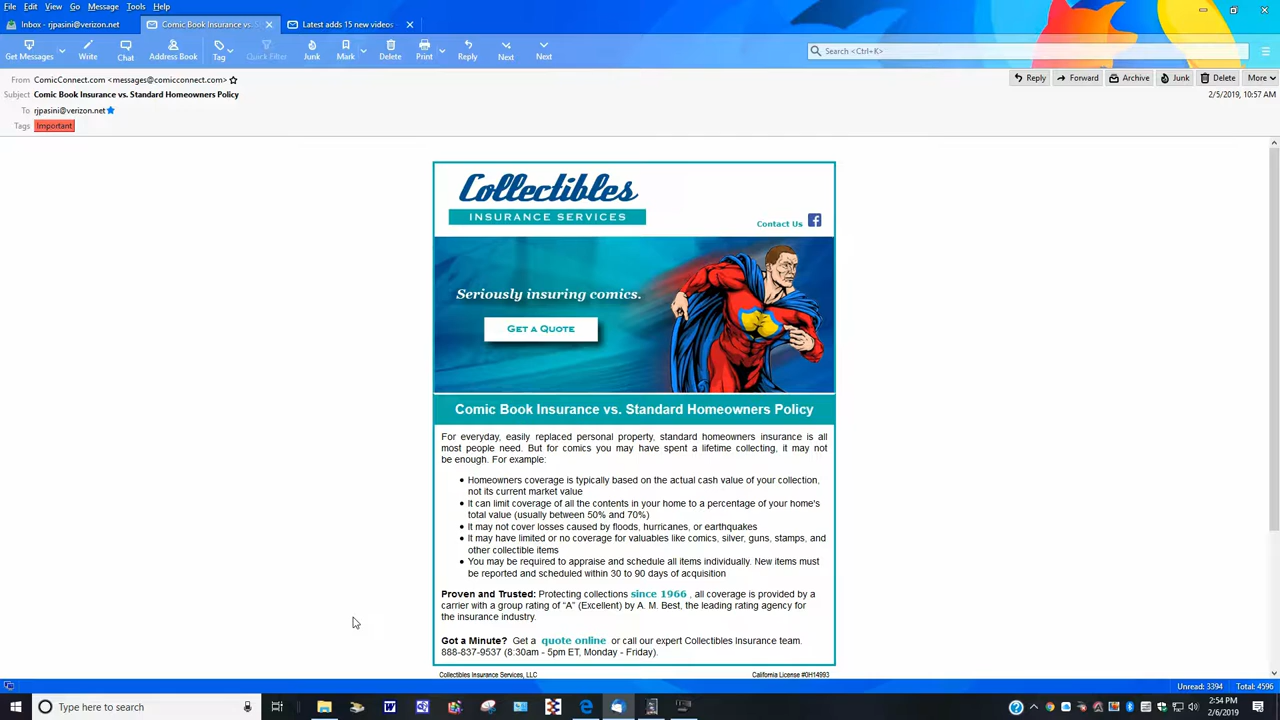 File Edit View Go Message Tools Help
Inbox - rjpasini@verizon.net
Comic Book Insurance vs. S
Latest adds 15 new videos
Get Messages Write Chat Address Book Tag Quick Filter Junk Mark Delete Print Reply Next Next
Search <Ctrl+K>
From ComicConnect.com <messages@comicconnect.com>
Reply Forward Archive Junk Delete More
Subject Comic Book Insurance vs. Standard Homeowners Policy
2/5/2019, 10:57 AM
To rjpasini@verizon.net
Tags Important
Collectibles
INSURANCE SERVICES
Contact Us
Seriously insuring comics.
GET A QUOTE
Comic Book Insurance vs. Standard Homeowners Policy
For everyday, easily replaced personal property, standard homeowners insurance is all
most people need. But for comics you may have spent a lifetime collecting, it may not
be enough. For example:
Homeowners coverage is typically based on the actual cash value of your collection,
not its current market value
It can limit coverage of all the contents in your home to a percentage of your home's
total value (usually between 50% and 70%)
It may not cover losses caused by floods, hurricanes, or earthquakes
It may have limited or no coverage for valuables like comics, silver, guns, stamps, and
other collectible items
You may be required to appraise and schedule all items individually. New items must
be reported and scheduled within 30 to 90 days of acquisition
Proven and Trusted: Protecting collections since 1966 , all coverage is provided by a
carrier with a group rating of “A” (Excellent) by A. M. Best, the leading rating agency for
the insurance industry.
Got a Minute? Get a quote online or call our expert Collectibles Insurance team.
888-837-9537 (8:30am - 5pm ET, Monday - Friday).
Collectibles Insurance Services, LLC
California License #0H14993
Unread: 3394 Total: 4596
Type here to search
2:54 PM
2/6/2019